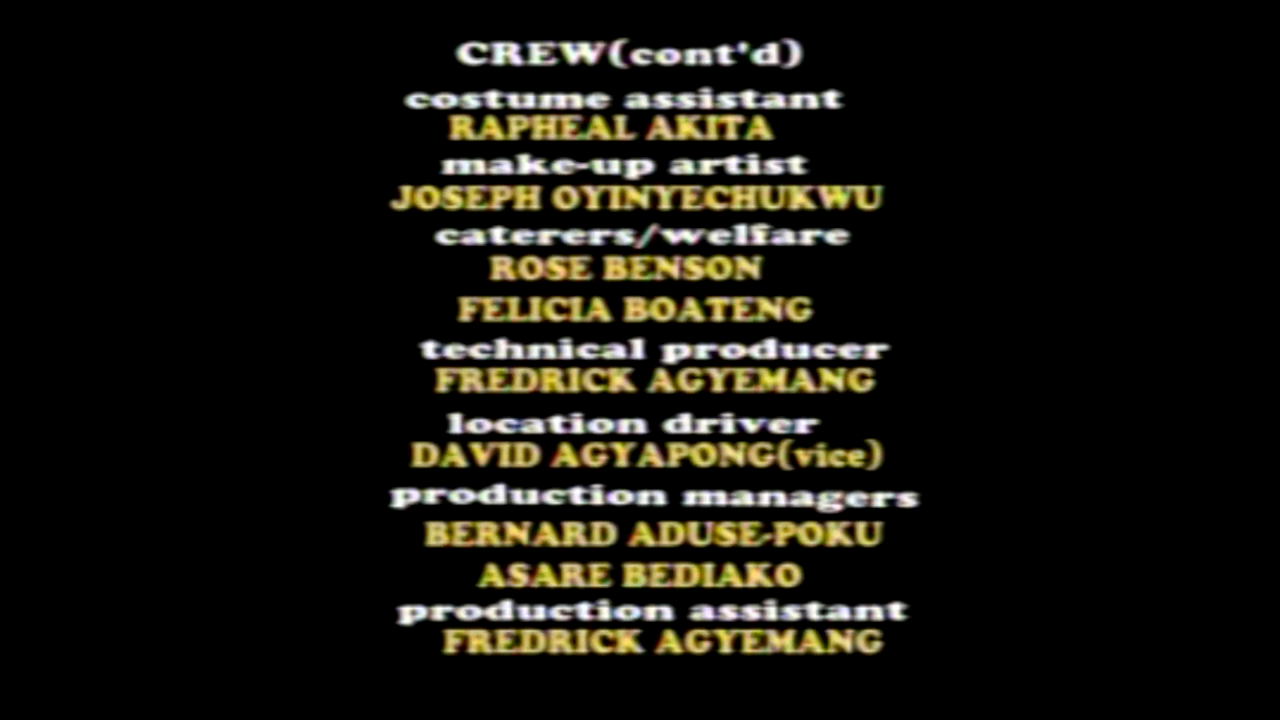 CREW(cont'd)
costume assistant
RAPHEAL AKITA
make-up artist
JOSEPH OYINYECHUKWU
caterers/welfare
ROSE BENSON
FELICIA BOATENG
technical producer
FREDRICK AGYEMANG
location driver
DAVID AGYAPONG(vice)
production managers
BERNARD ADUSE-POKU
ASARE BEDIAKO
production assistant
FREDRICK AGYEMANG